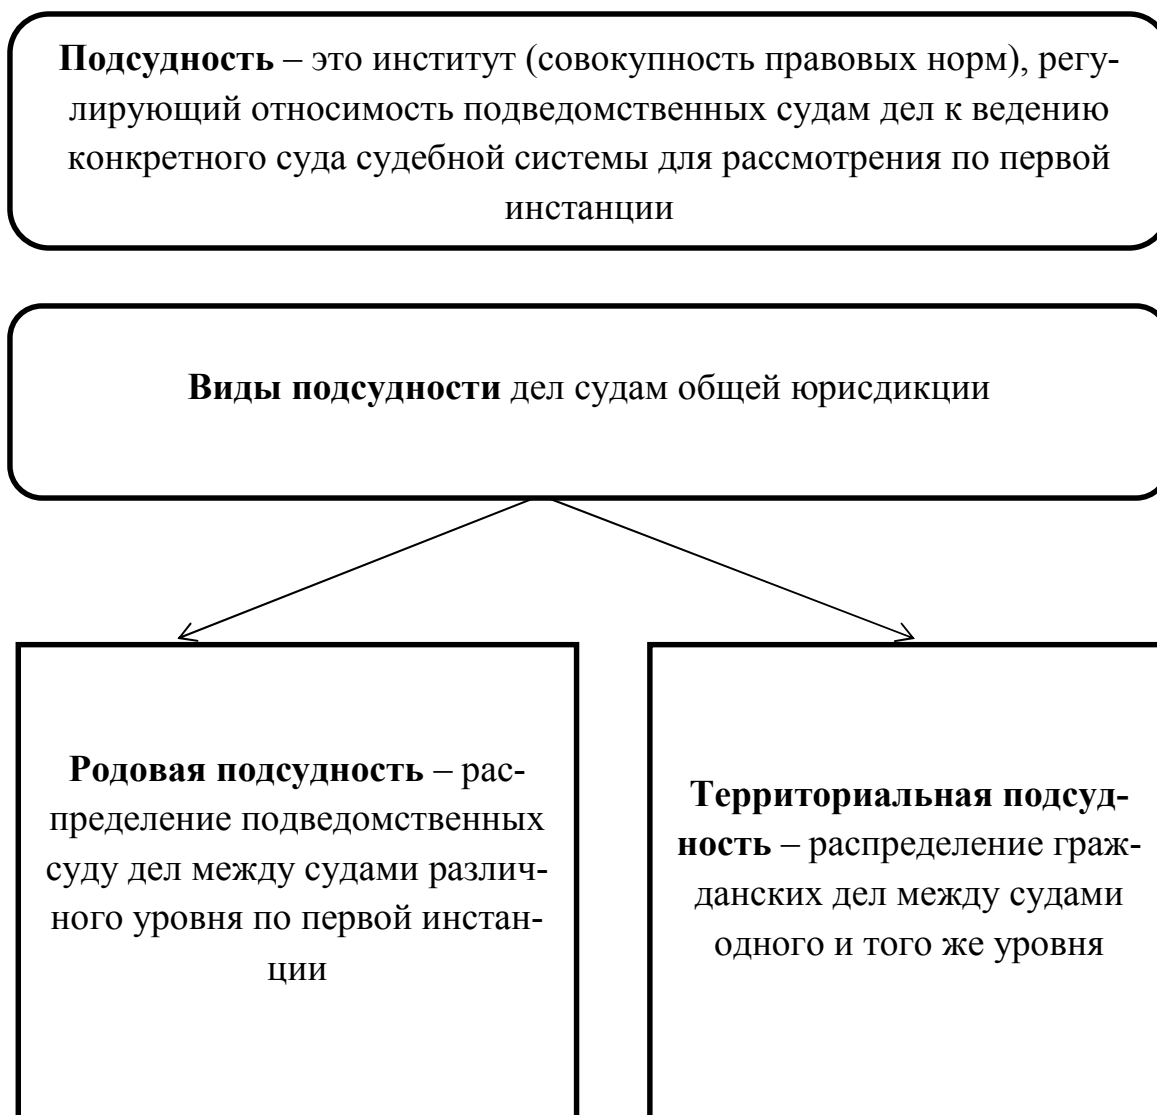 Подсудность – это институт (совокупность правовых норм), регу-
лирующий относимость подведомственных судам дел к ведению
конкретного суда судебной системы для рассмотрения по первой
инстанции
Виды подсудности дел судам общей юрисдикции
Родовая подсудность – рас-
пределение подведомственных
суду дел между судами различ-
ного уровня по первой инстан-
ции
Территориальная подсуд-
ность – распределение граж-
данских дел между судами
одного и того же уровня